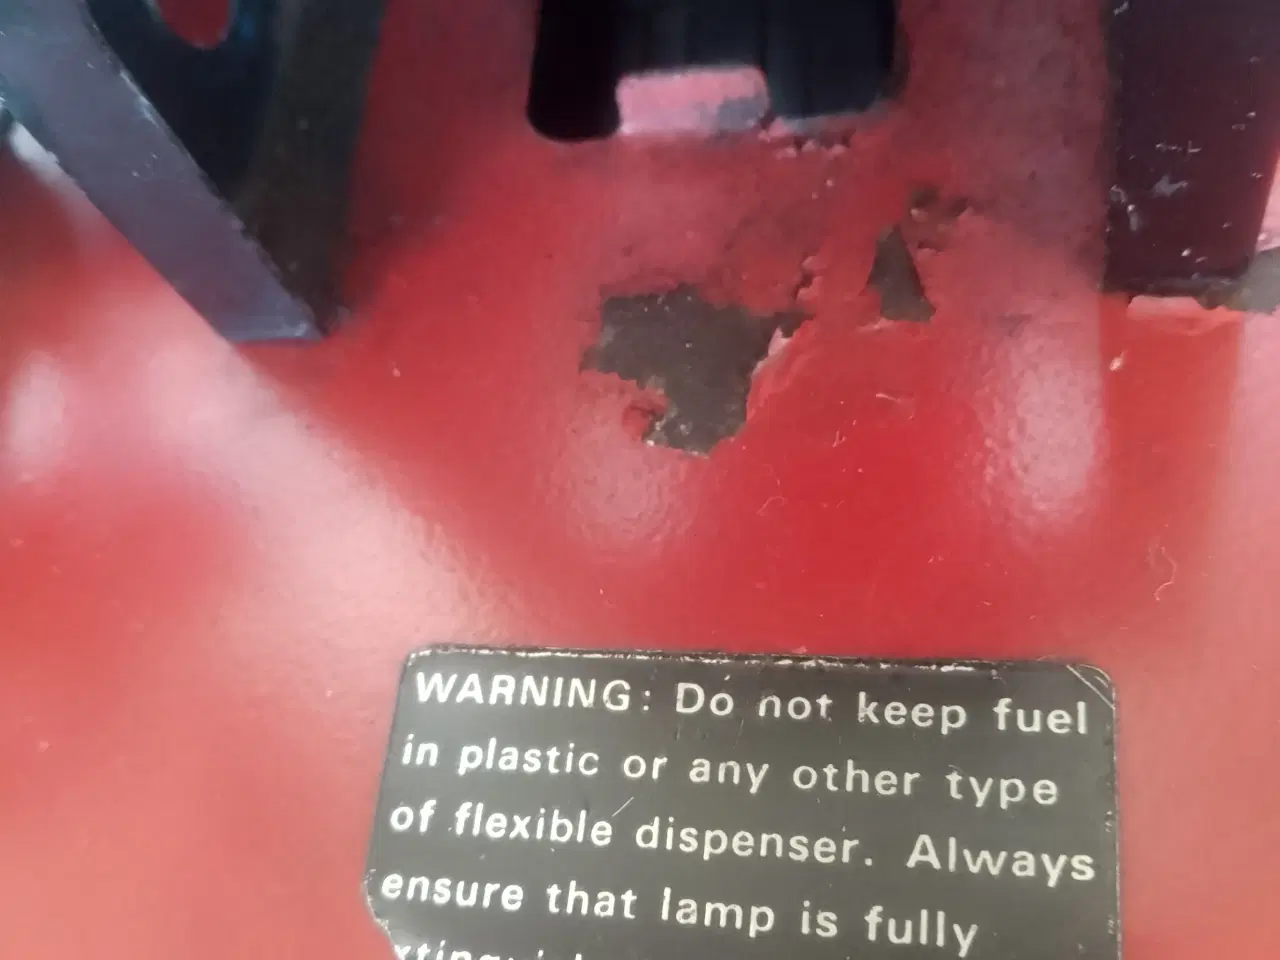 WARNING: Do not keep fuel
in plastic or any other type
of flexible dispenser. Always
ensure that lamp is fully